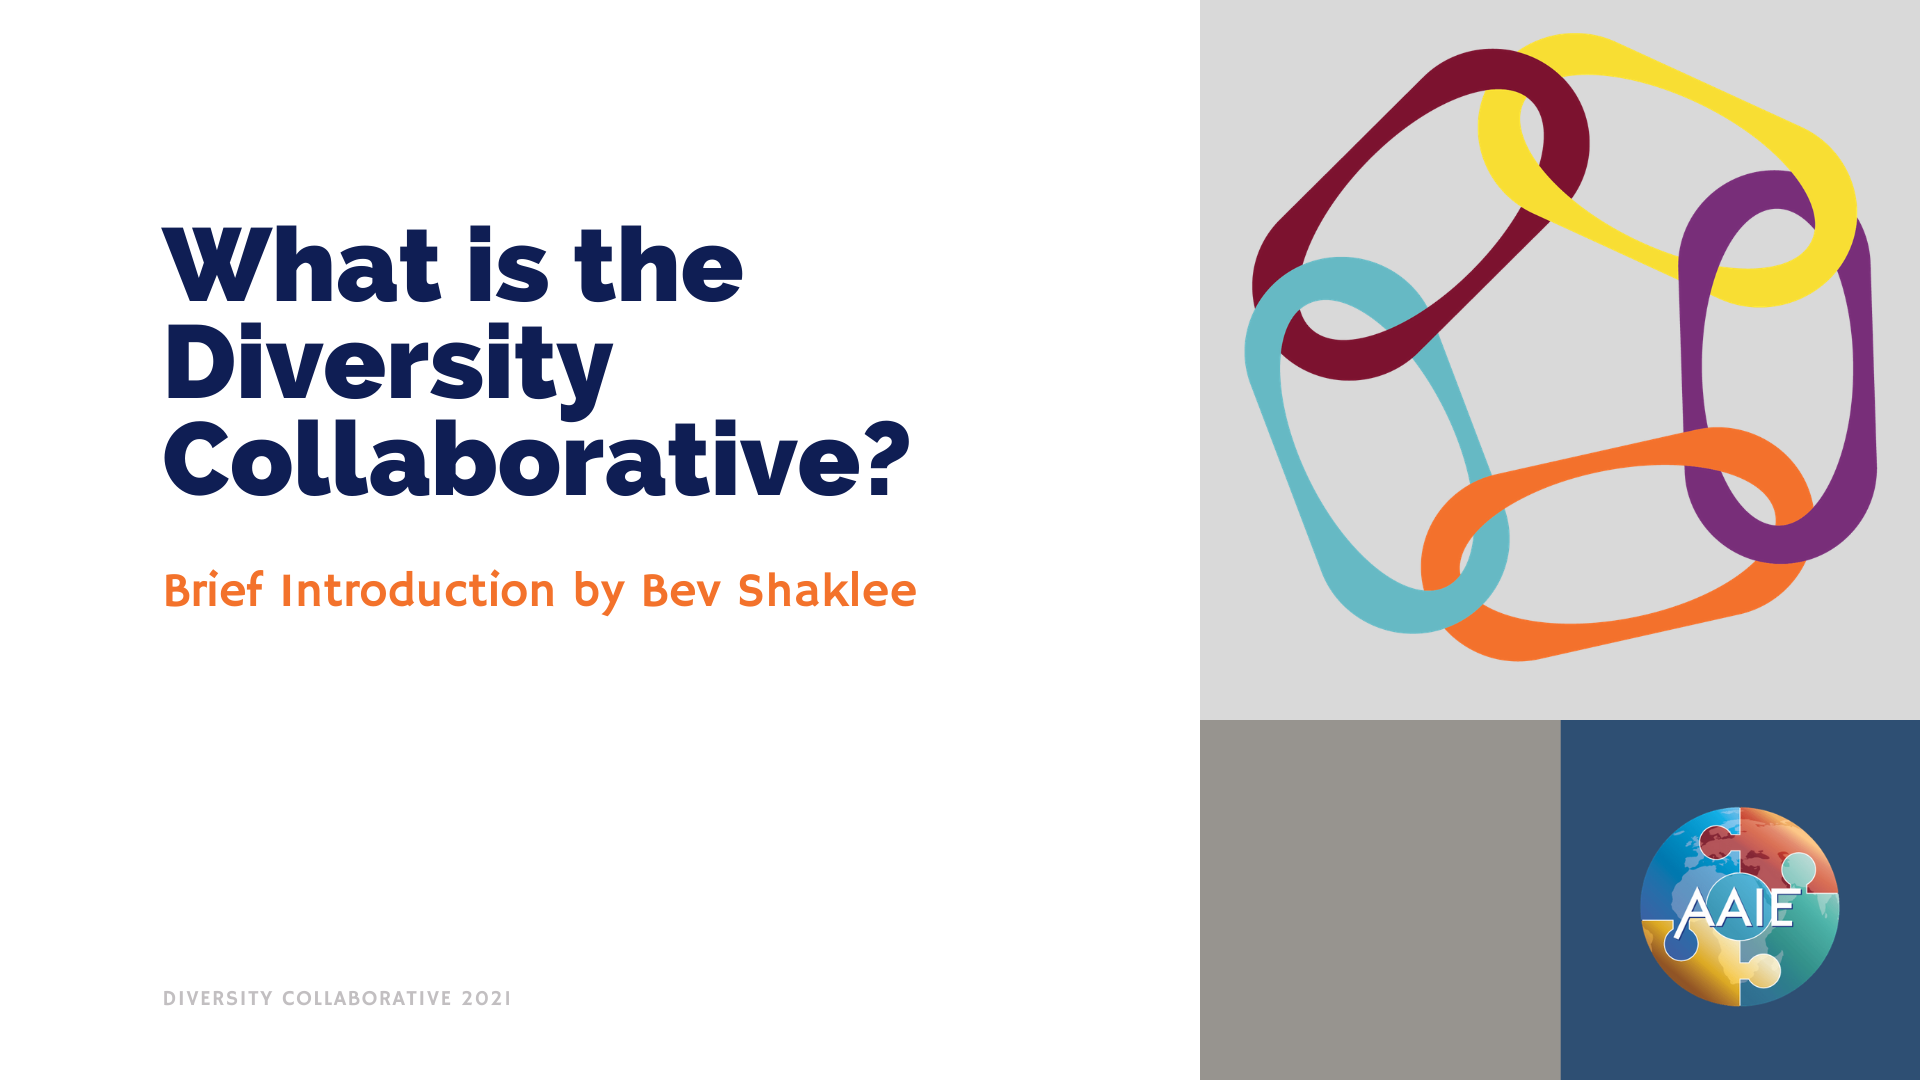 What is the
Diversity
Collaborative?
Brief Introduction by Bev Shaklee
DIVERSITY COLLABORATIVE 2021
AAIE